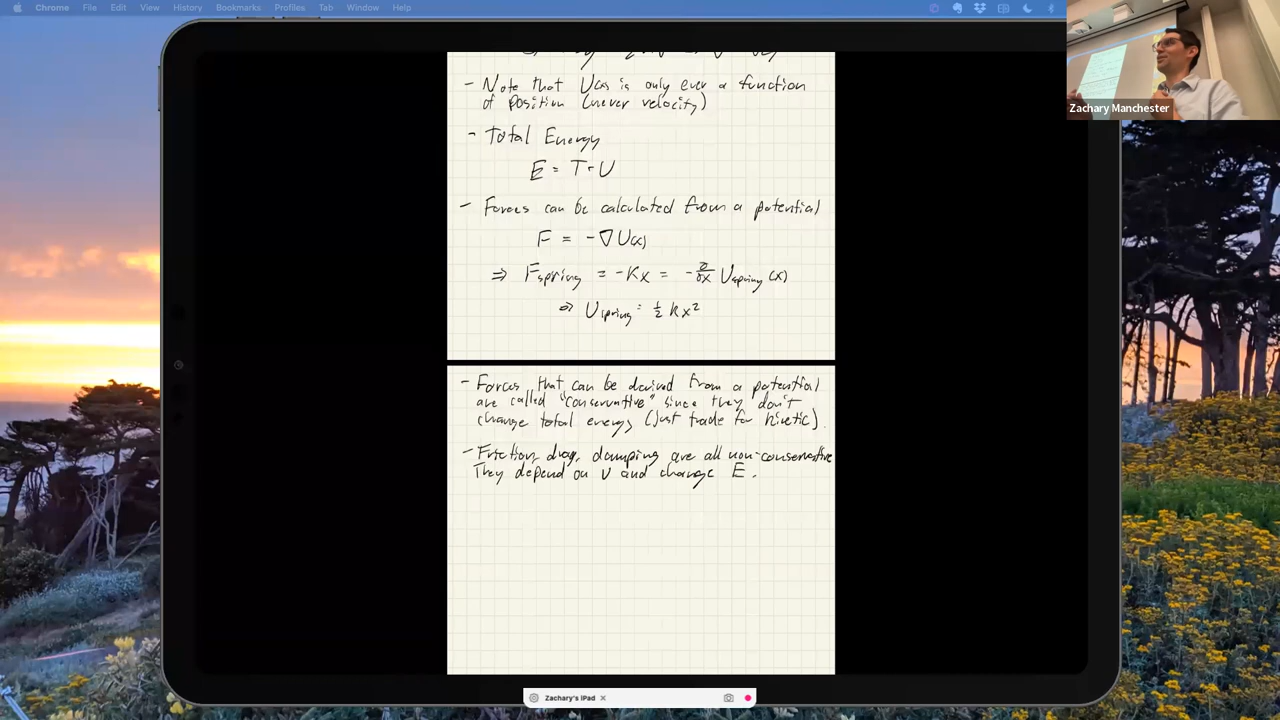 Chrome File Edit View History Bookmarks Profiles Tab Window Help
Zachary Manchester
- Note that U(x) is only ever a function
of position (never velocity)
- Total Energy
E = T + U
- Forces can be calculated from a potential
F = -∇U(x)
⇒ Fspring = -Kx = -∂/∂x Uspring (x)
⇒ Uspring = 1/2 Kx²
- Forces that can be derived from a potential
are called "conservative" since they don't
change total energy (just trade for kinetic).
- Friction, drag, damping are all non-conservative
They depend on v and change E.
Zachary's iPad